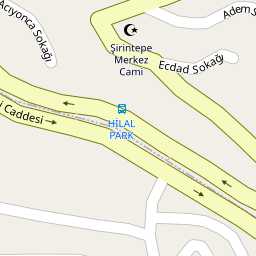 Acıyonca Sokağı
Adem S
Şirintepe
Merkez
Cami
Ecdad Sokağı
i Caddesi
HİLAL
PARK